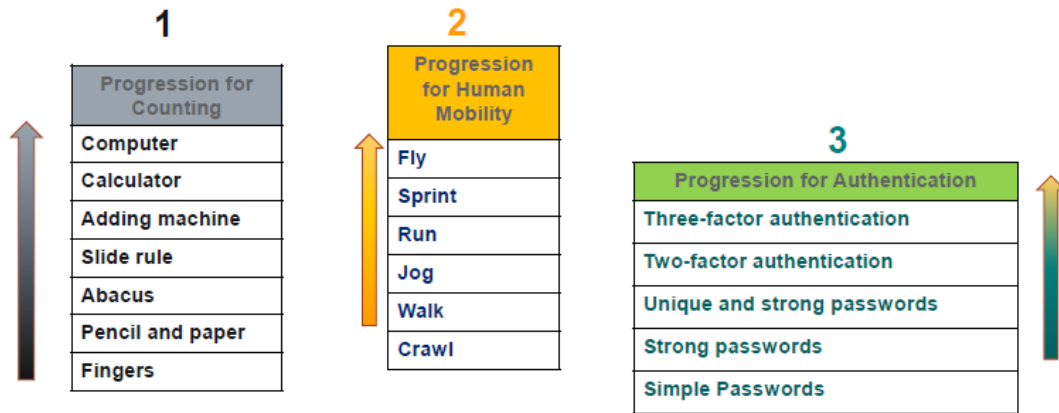 1
Progression for
Counting
Computer
Calculator
Adding machine
Slide rule
Abacus
Pencil and paper
Fingers
2
Progression
for Human
Mobility
Fly
Sprint
Run
Jog
Walk
Crawl
3
Progression for Authentication
Three-factor authentication
Two-factor authentication
Unique and strong passwords
Strong passwords
Simple Passwords